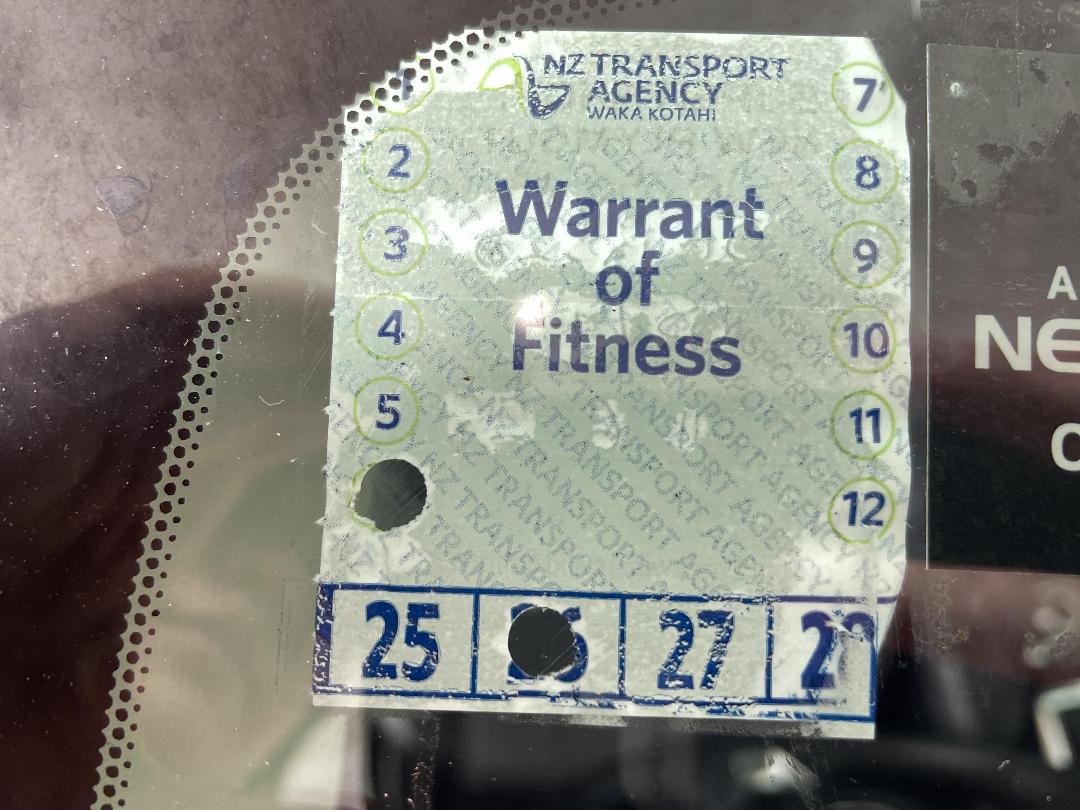 NZ TRANSPORT
AGENCY
WAKA KOTAHI
Warrant
of
Fitness
1
2
3
4
5
7
8
9
10
11
12
25
27
A
NE